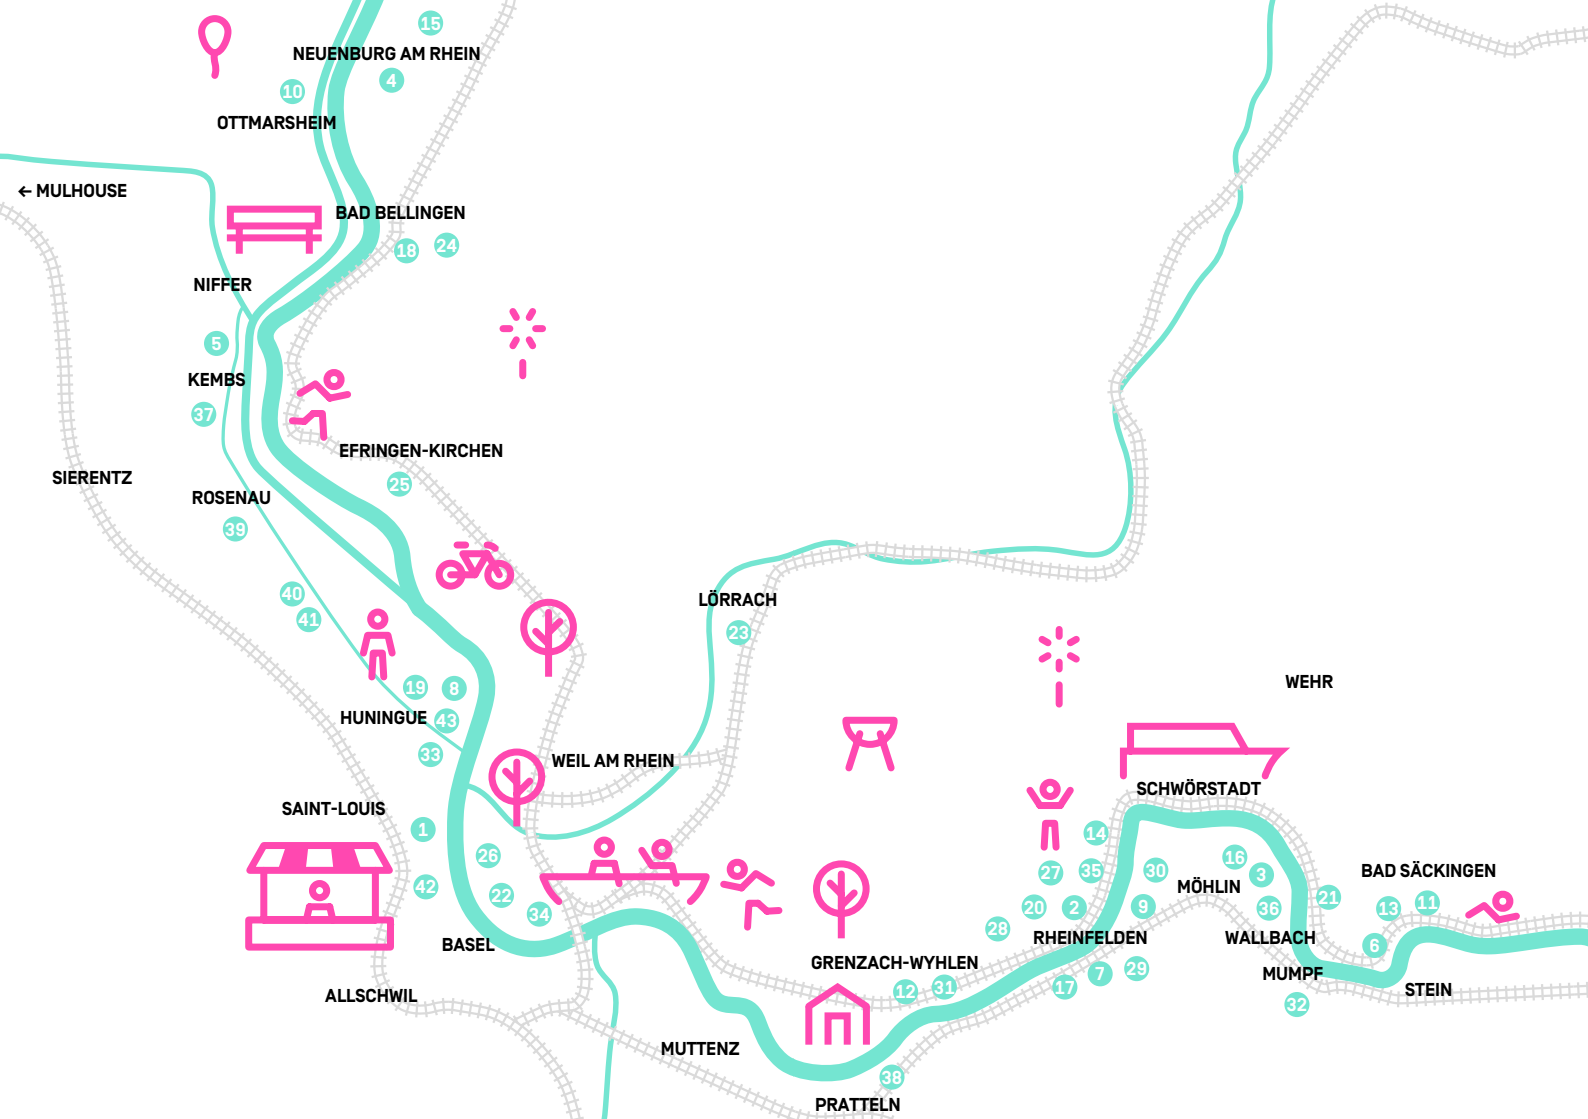 15
NEUENBURG AM RHEIN
4
10
OTTMARSHEIM
← MULHOUSE
BAD BELLINGEN
18
24
NIFFER
5
KEMBS
37
EFRINGEN-KIRCHEN
25
SIERENTZ
ROSENAU
39
40
41
LÖRRACH
23
19
8
HUNINGUE
43
33
WEIL AM RHEIN
WEHR
SCHWÖRSTADT
SAINT-LOUIS
1
26
42
22
34
BASEL
ALLSCHWIL
14
27
35
30
20
2
9
28
RHEINFELDEN
16
3
MÖHLIN
36
21
WALLBACH
BAD SÄCKINGEN
13
11
6
GRENZACH-WYHLEN
12
31
17
7
29
MUMPF
32
STEIN
MUTTENZ
38
PRATTELN